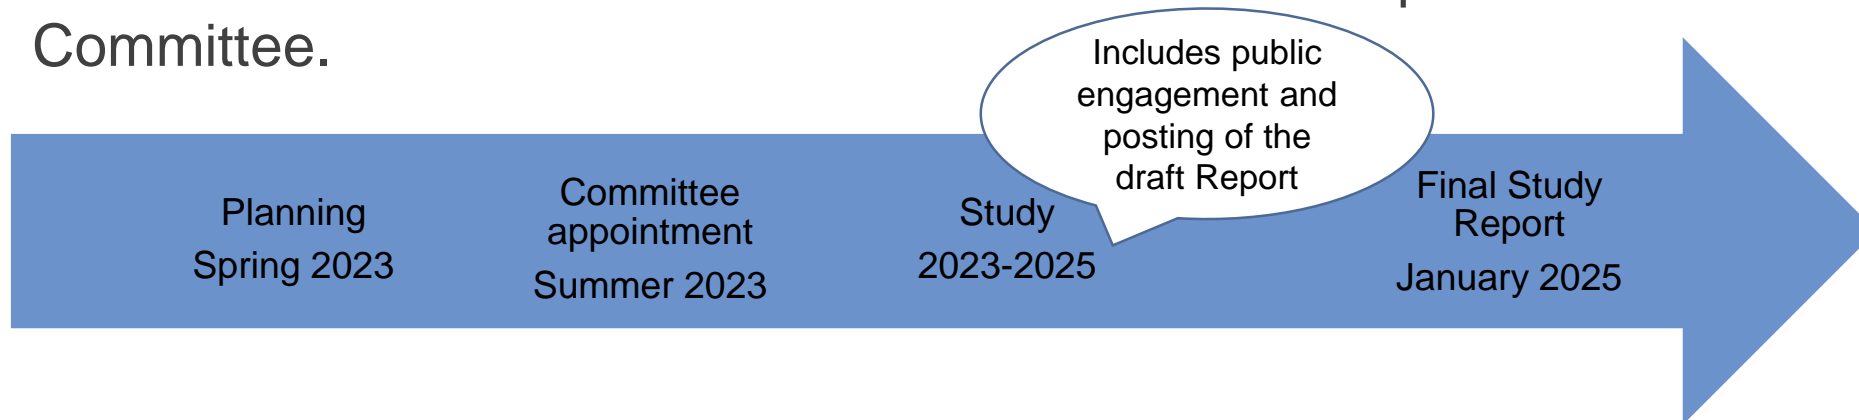 Committee.
Includes public
engagement and
posting of the
draft Report
Planning
Spring 2023
Committee
appointment
Summer 2023
Study
2023-2025
Final Study
Report
January 2025